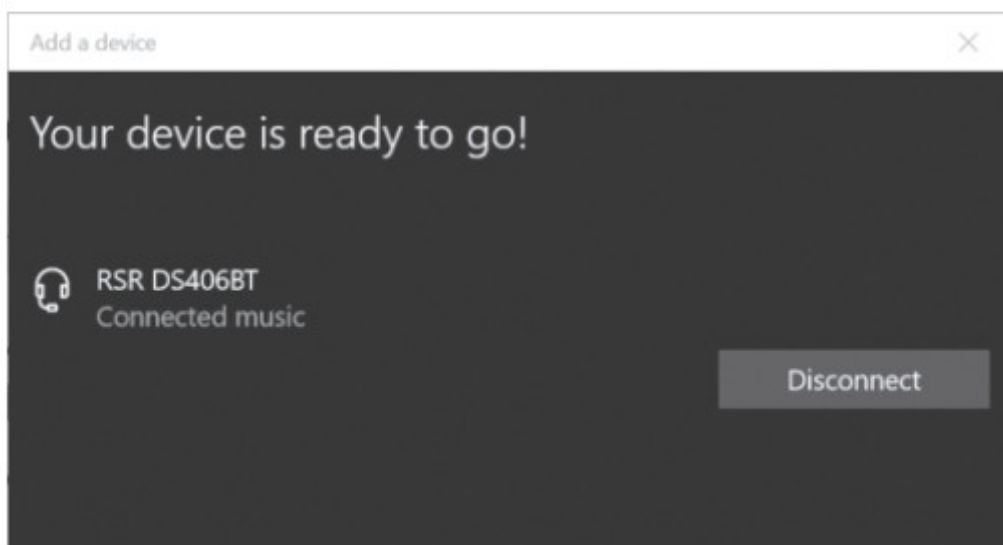 Add a device
Your device is ready to go!
RSR DS406BT
Connected music
Disconnect